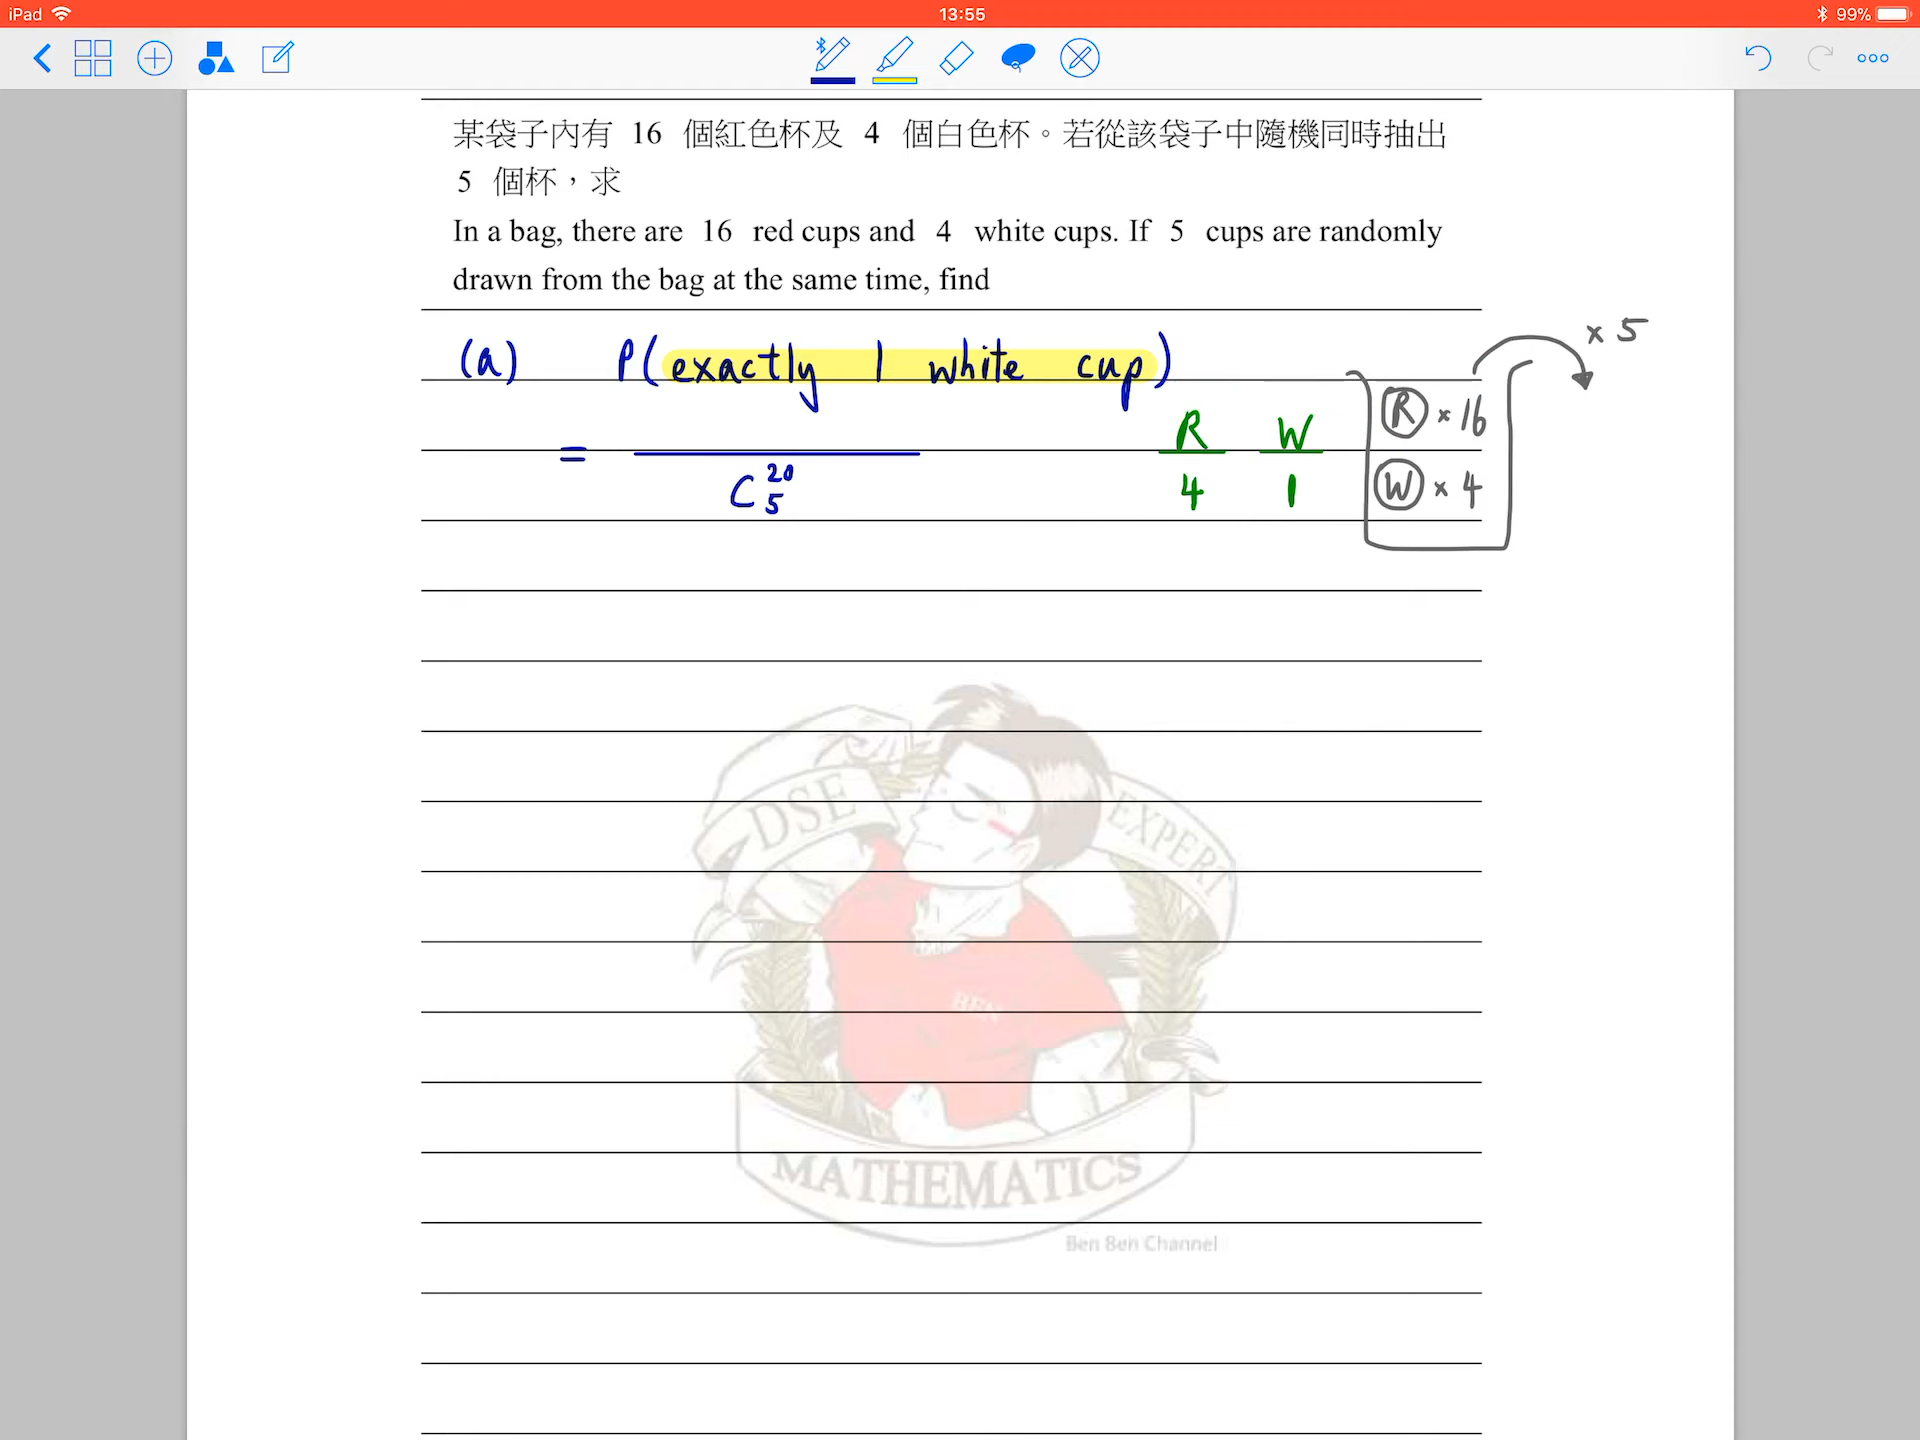 iPad 13:55 99%
某袋子內有 16 個紅色杯及 4 個白色杯。若從該袋子中隨機同時抽出
5 個杯，求
In a bag, there are 16 red cups and 4 white cups. If 5 cups are randomly
drawn from the bag at the same time, find
(a) P(exactly 1 white cup)
× 5
R W
Ⓡ × 16
= C 20 5
4 1
Ⓦ × 4
DSE EXPERT
BEN
MATHEMATICS
Ben Ben Channel